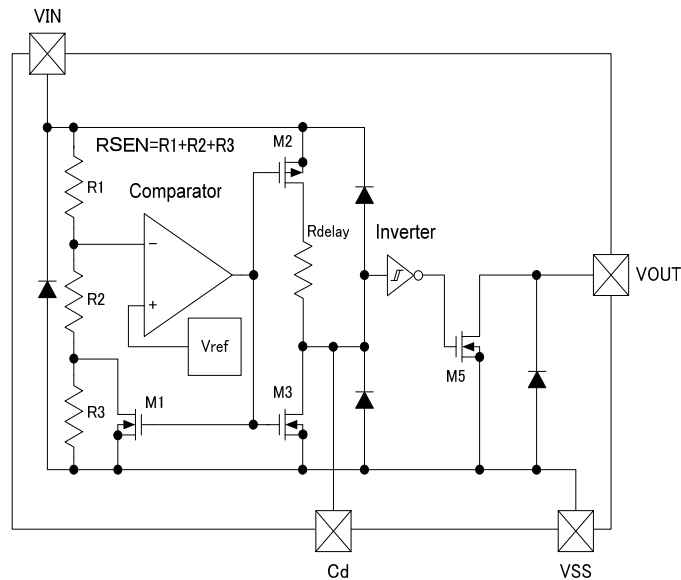 VIN
RSEN=R1+R2+R3
M2
R1
Comparator
Rdelay
Inverter
−
R2
+
Vref
VOUT
M5
R3
M1
M3
Cd
VSS